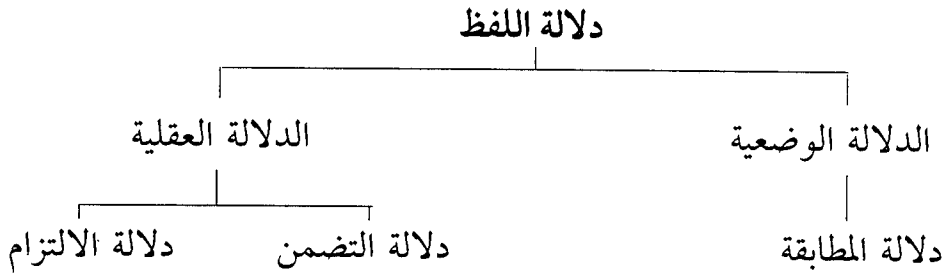 دلالة اللفظ
الدلالة الوضعية الدلالة العقلية
دلالة المطابقة دلالة التضمن دلالة الالتزام